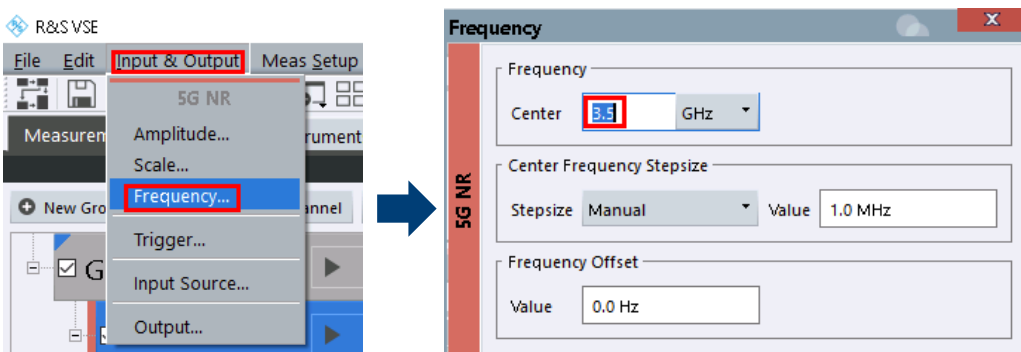 R&S VSE
File Edit Input & Output Meas Setup
5G NR
Measurem
rument
Amplitude...
Scale...
Frequency...
New Gro
annel
Trigger...
G
Input Source...
Output...
Frequency
5G NR
Frequency
Center 3.5 GHz
Center Frequency Stepsize
Stepsize Manual Value 1.0 MHz
Frequency Offset
Value 0.0 Hz